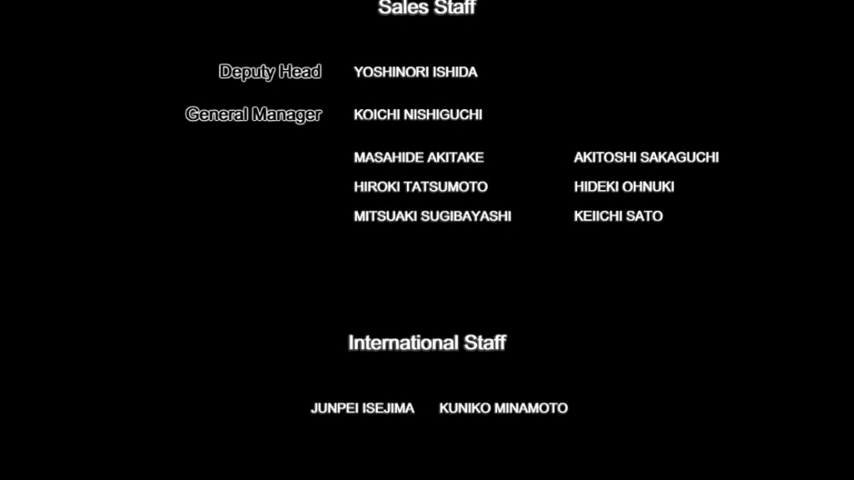 Sales Staff
Deputy Head YOSHINORI ISHIDA
General Manager KOICHI NISHIGUCHI
MASAHIDE AKITAKE AKITOSHI SAKAGUCHI
HIROKI TATSUMOTO HIDEKI OHNUKI
MITSUAKI SUGIBAYASHI KEIICHI SATO
International Staff
JUNPEI ISEJIMA KUNIKO MINAMOTO